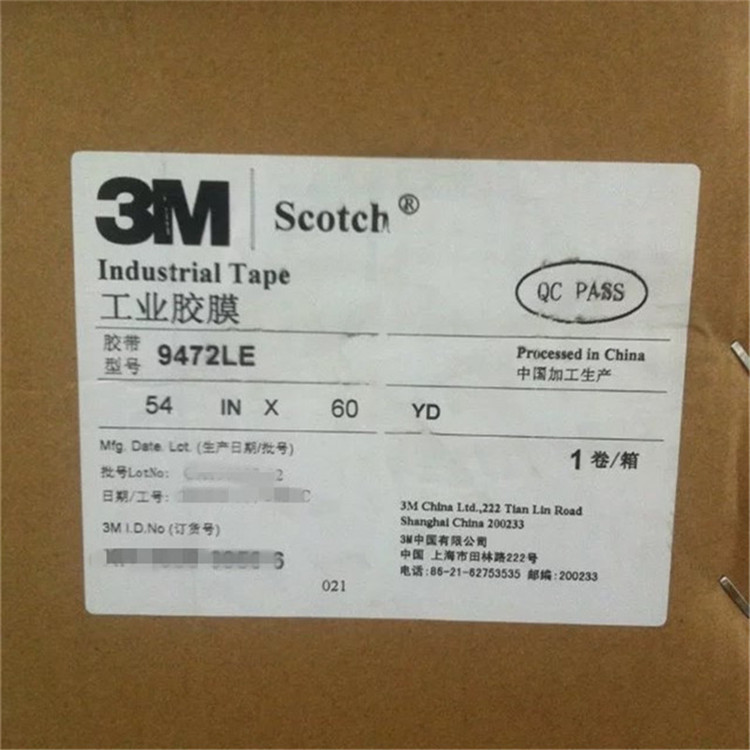 3M Scotch®
Industrial Tape
工业胶膜
QC PASS
胶带型号 9472LE
Processed in China
中国加工生产
54 IN X 60 YD
Mfg. Date. Lct. (生产日期/批号)
批号LotNo:
日期/工号:
1 卷/箱
3M I.D.No (订货号)
021
3M China Ltd.,222 Tian Lin Road
Shanghai China 200233
3M中国有限公司
中国 上海市田林路222号
电话:86-21-62753535 邮编:200233